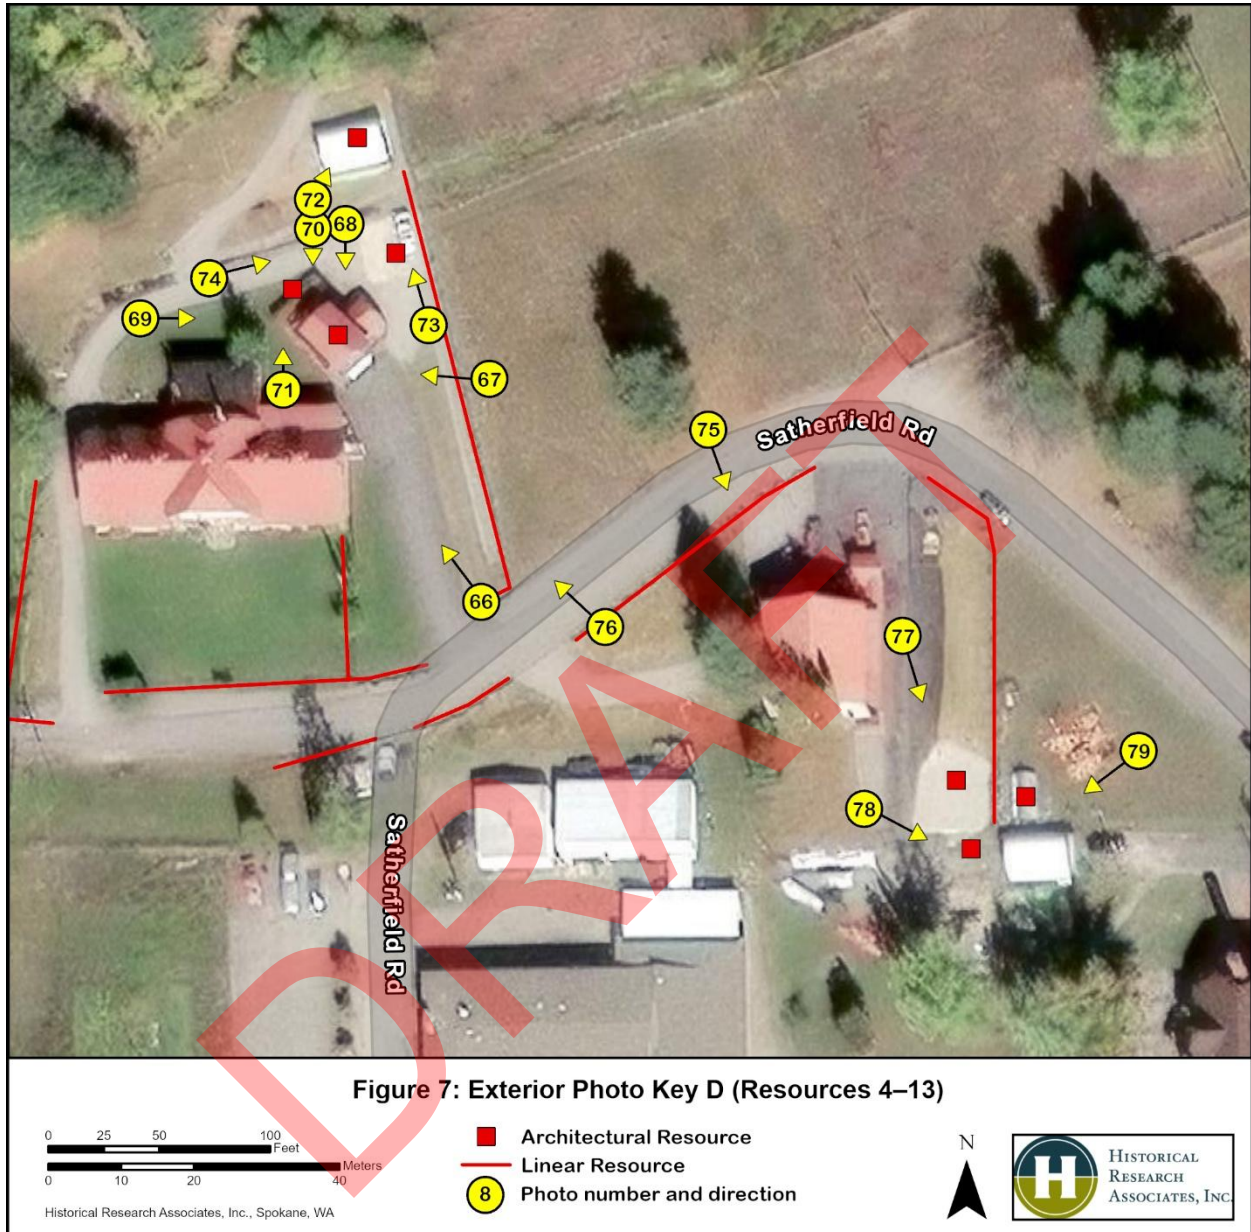 72
70
68
74
69
73
71
67
75
Satherfield Rd
66
76
77
79
78
Satherfield Rd
DRAFT
Figure 7: Exterior Photo Key D (Resources 4–13)
0 25 50 100
Feet
Meters
0 10 20 40
Historical Research Associates, Inc., Spokane, WA
Architectural Resource
Linear Resource
8 Photo number and direction
N
H
HISTORICAL
RESEARCH
ASSOCIATES, INC.